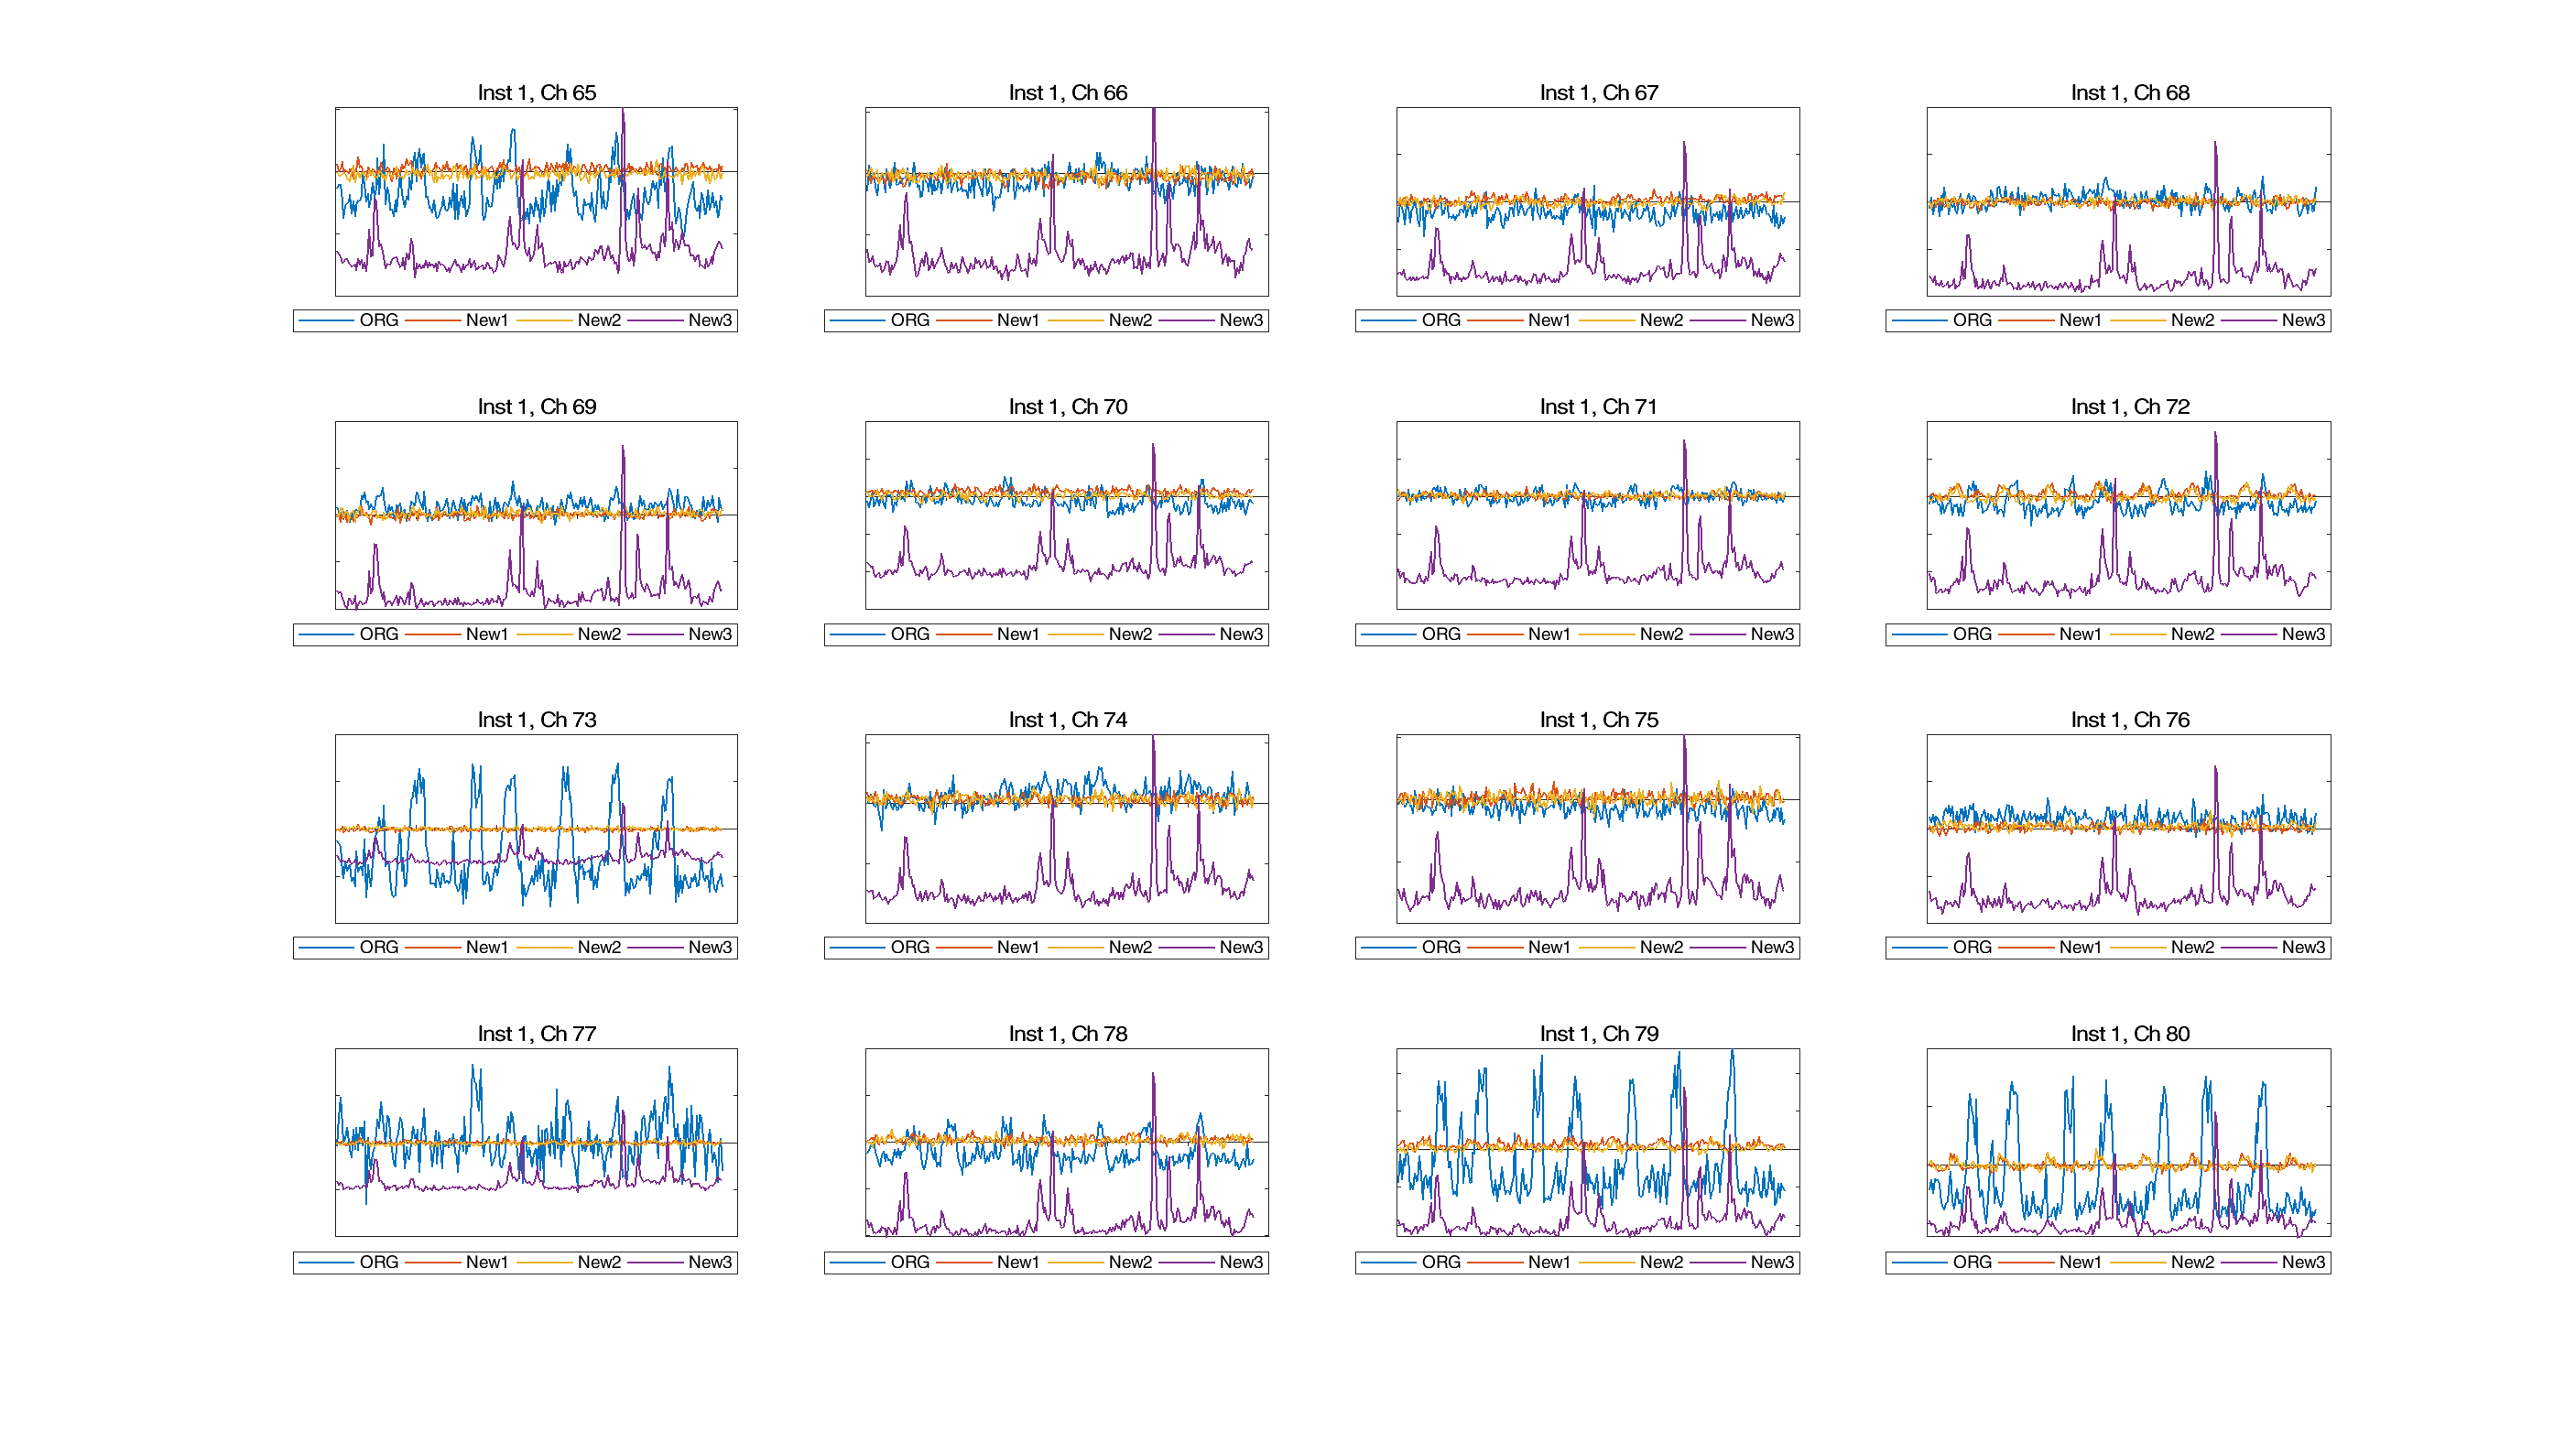 Inst 1, Ch 65
ORG New1 New2 New3
Inst 1, Ch 66
ORG New1 New2 New3
Inst 1, Ch 67
ORG New1 New2 New3
Inst 1, Ch 68
ORG New1 New2 New3
Inst 1, Ch 69
ORG New1 New2 New3
Inst 1, Ch 70
ORG New1 New2 New3
Inst 1, Ch 71
ORG New1 New2 New3
Inst 1, Ch 72
ORG New1 New2 New3
Inst 1, Ch 73
ORG New1 New2 New3
Inst 1, Ch 74
ORG New1 New2 New3
Inst 1, Ch 75
ORG New1 New2 New3
Inst 1, Ch 76
ORG New1 New2 New3
Inst 1, Ch 77
ORG New1 New2 New3
Inst 1, Ch 78
ORG New1 New2 New3
Inst 1, Ch 79
ORG New1 New2 New3
Inst 1, Ch 80
ORG New1 New2 New3